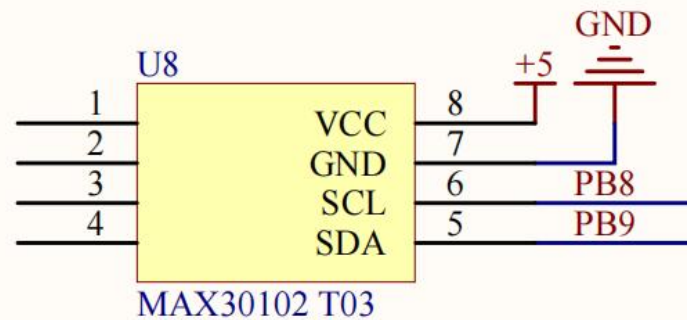 GND
U8
+5
1 VCC 8
2 GND 7
3 SCL 6 PB8
4 SDA 5 PB9
MAX30102 T03